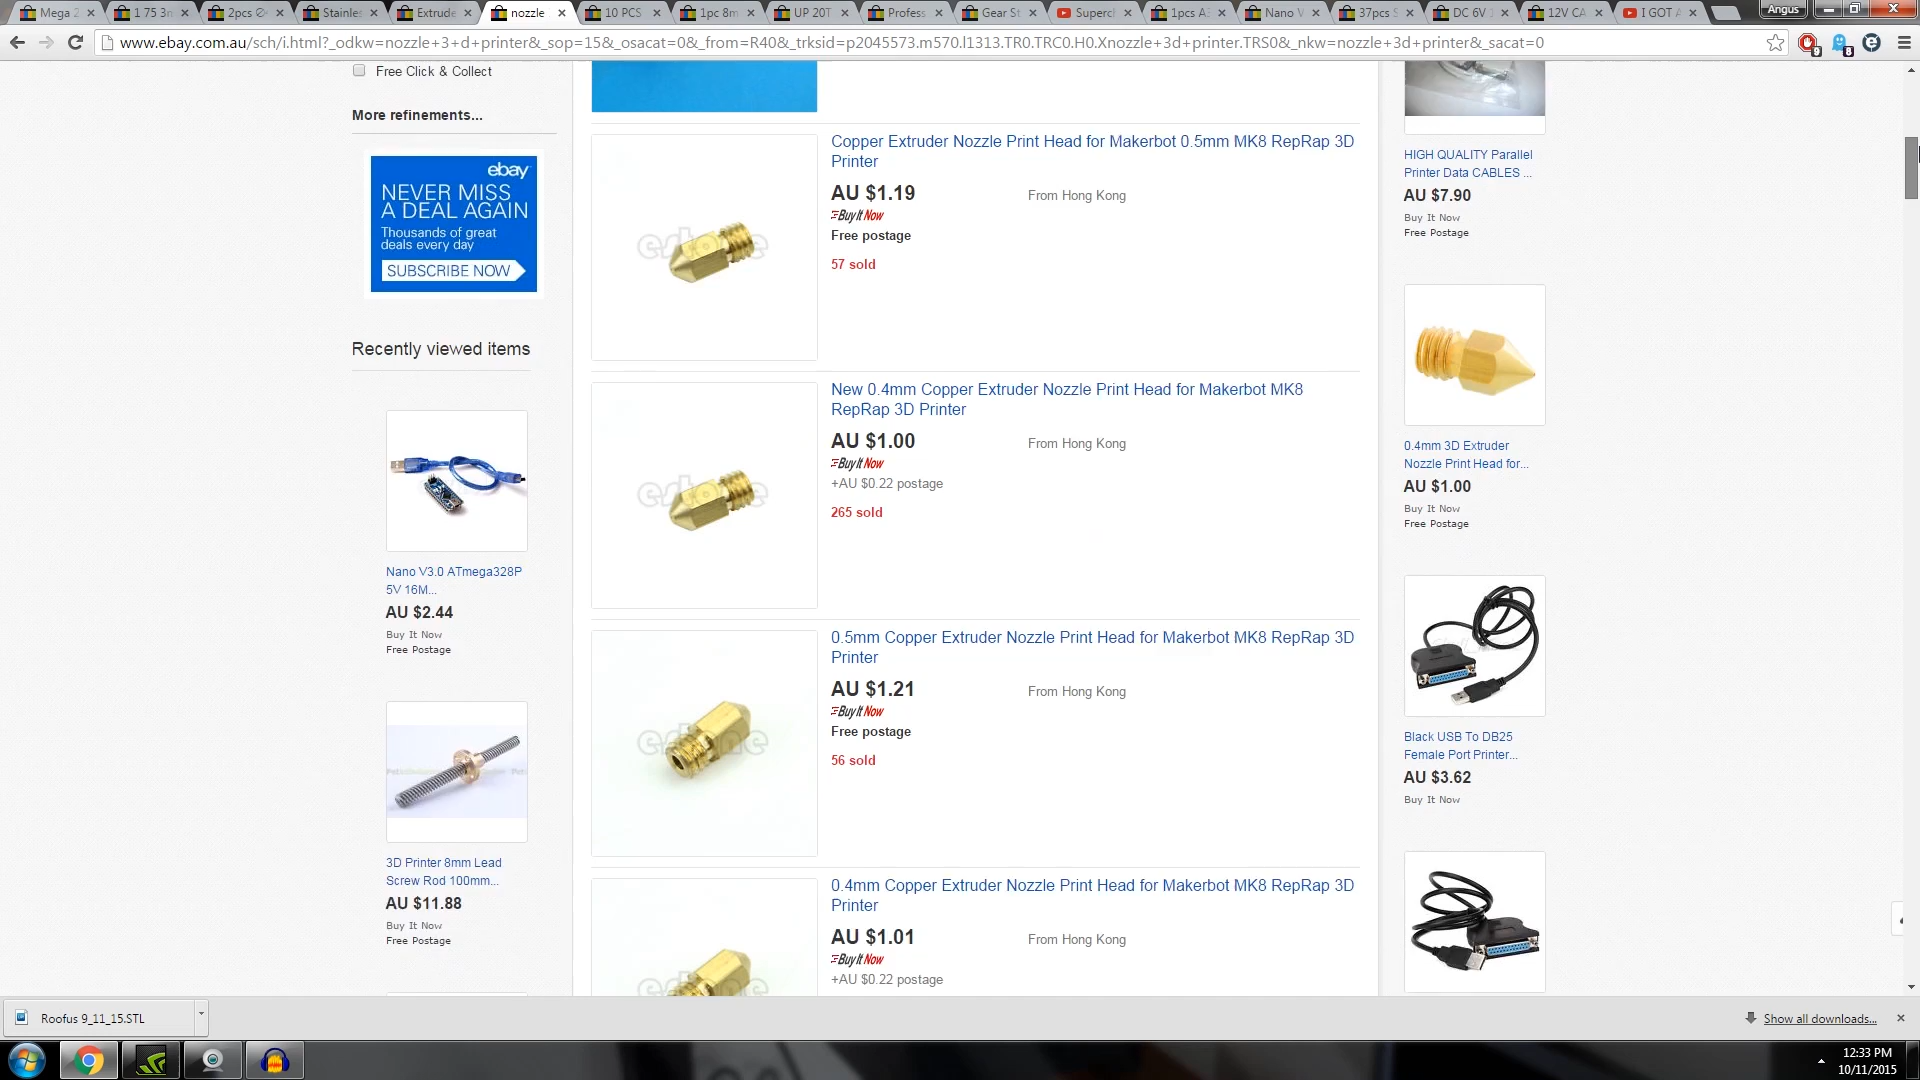 Mega 2
1 75 3n
2pcs
Stainles
Extrude
nozzle
10 PCS
1pc 8m
UP 20T
Profess
Gear St
Superch
1pcs A3
Nano V
37pcs S
DC 6V 1
12V CA
I GOT A
Angus
www.ebay.com.au/sch/i.html?_odkw=nozzle+3+d+printer&_sop=15&_osacat=0&_from=R40&_trksid=p2045573.m570.l1313.TR0.TRC0.H0.Xnozzle+3d+printer.TRS0&_nkw=nozzle+3d+printer&_sacat=0
Free Click & Collect
More refinements...
ebay
NEVER MISS
A DEAL AGAIN
Thousands of great
deals every day
SUBSCRIBE NOW
Recently viewed items
Nano V3.0 ATmega328P
5V 16M...
AU $2.44
Buy It Now
Free Postage
3D Printer 8mm Lead
Screw Rod 100mm...
AU $11.88
Buy It Now
Free Postage
Copper Extruder Nozzle Print Head for Makerbot 0.5mm MK8 RepRap 3D
Printer
AU $1.19
From Hong Kong
Buy It Now
Free postage
57 sold
estone
New 0.4mm Copper Extruder Nozzle Print Head for Makerbot MK8
RepRap 3D Printer
AU $1.00
From Hong Kong
Buy It Now
+AU $0.22 postage
265 sold
estone
0.5mm Copper Extruder Nozzle Print Head for Makerbot MK8 RepRap 3D
Printer
AU $1.21
From Hong Kong
Buy It Now
Free postage
56 sold
estone
0.4mm Copper Extruder Nozzle Print Head for Makerbot MK8 RepRap 3D
Printer
AU $1.01
From Hong Kong
Buy It Now
+AU $0.22 postage
HIGH QUALITY Parallel
Printer Data CABLES ...
AU $7.90
Buy It Now
Free Postage
0.4mm 3D Extruder
Nozzle Print Head for...
AU $1.00
Buy It Now
Free Postage
Black USB To DB25
Female Port Printer...
AU $3.62
Buy It Now
Roofus 9_11_15.STL
Show all downloads...
12:33 PM
10/11/2015